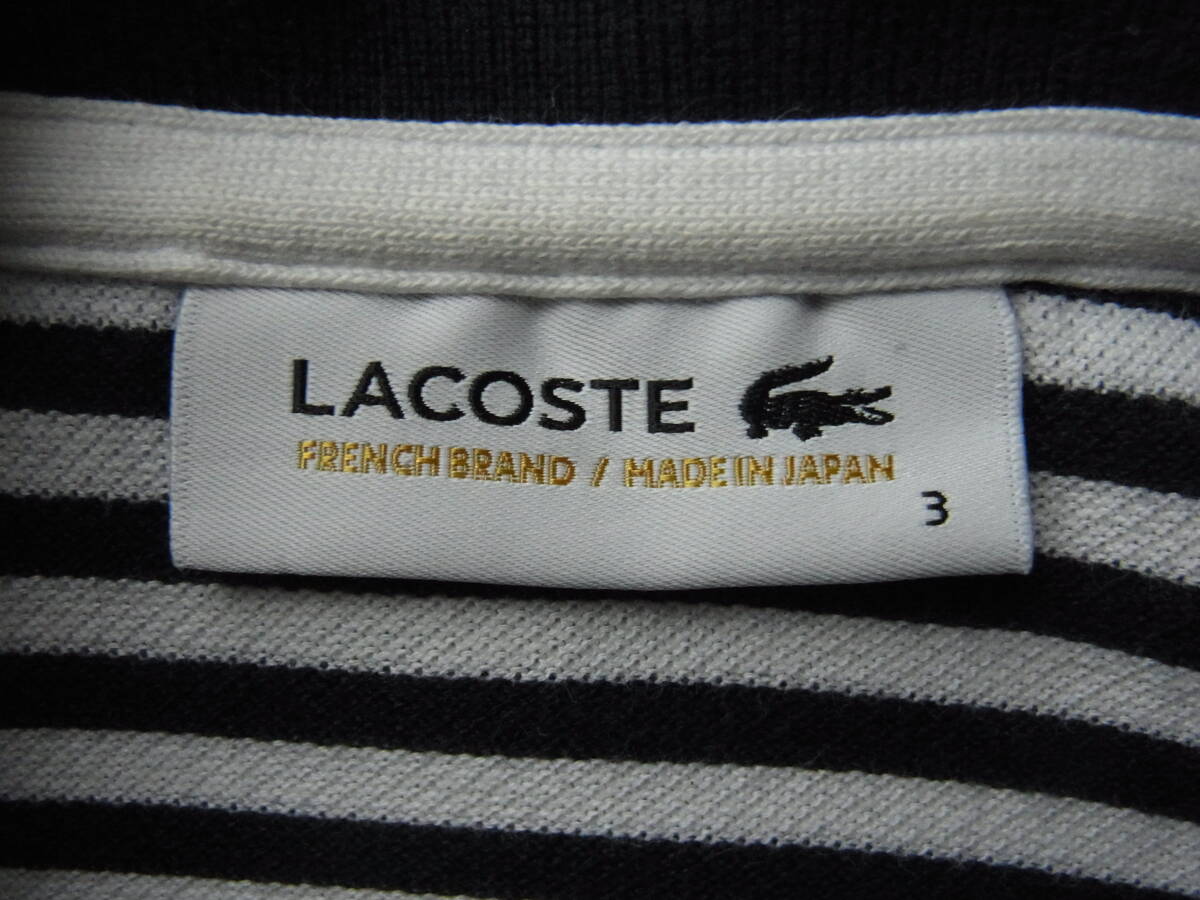 LACOSTE
FRENCH BRAND / MADE IN JAPAN
3